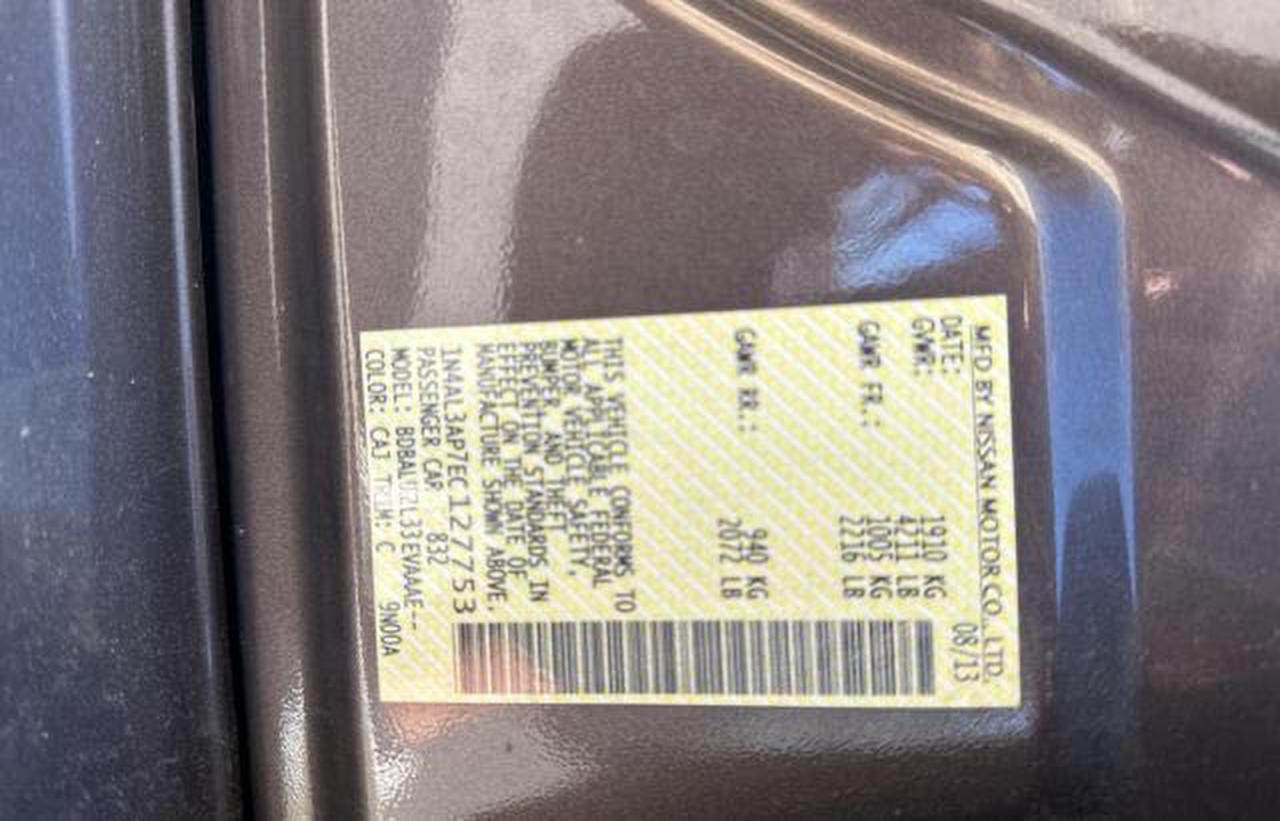 MFD BY NISSAN MOTOR CO., LTD.
DATE: 08/13
GVWR: 1910 KG
4211 LB
GAWR FR.: 1005 KG
2216 LB
GAWR RR.: 940 KG
2072 LB
THIS VEHICLE CONFORMS TO
ALL APPLICABLE FEDERAL
MOTOR VEHICLE SAFETY,
BUMPER, AND THEFT
PREVENTION STANDARDS IN
EFFECT ON THE DATE OF
MANUFACTURE SHOWN ABOVE.
1N4AL3AP7EC127753
PASSENGER CAP 832
MODEL:
COLOR: CAJ TRIM: C 9N00A